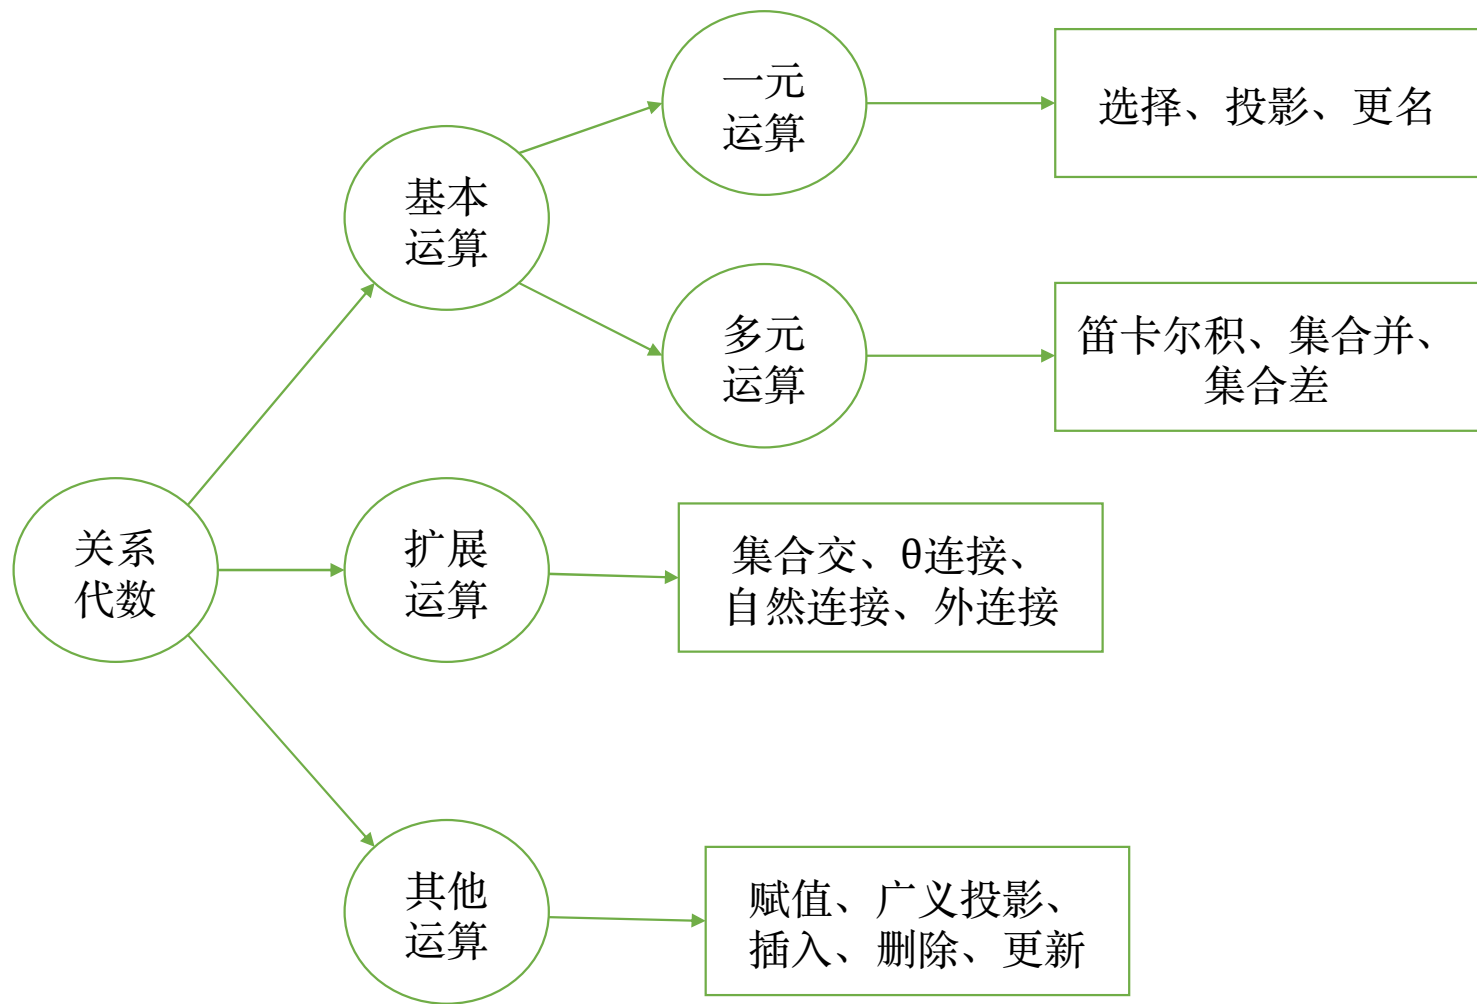 一元
运算
选择、投影、更名
基本
运算
多元
运算
笛卡尔积、集合并、
集合差
关系
代数
扩展
运算
集合交、θ连接、
自然连接、外连接
其他
运算
赋值、广义投影、
插入、删除、更新